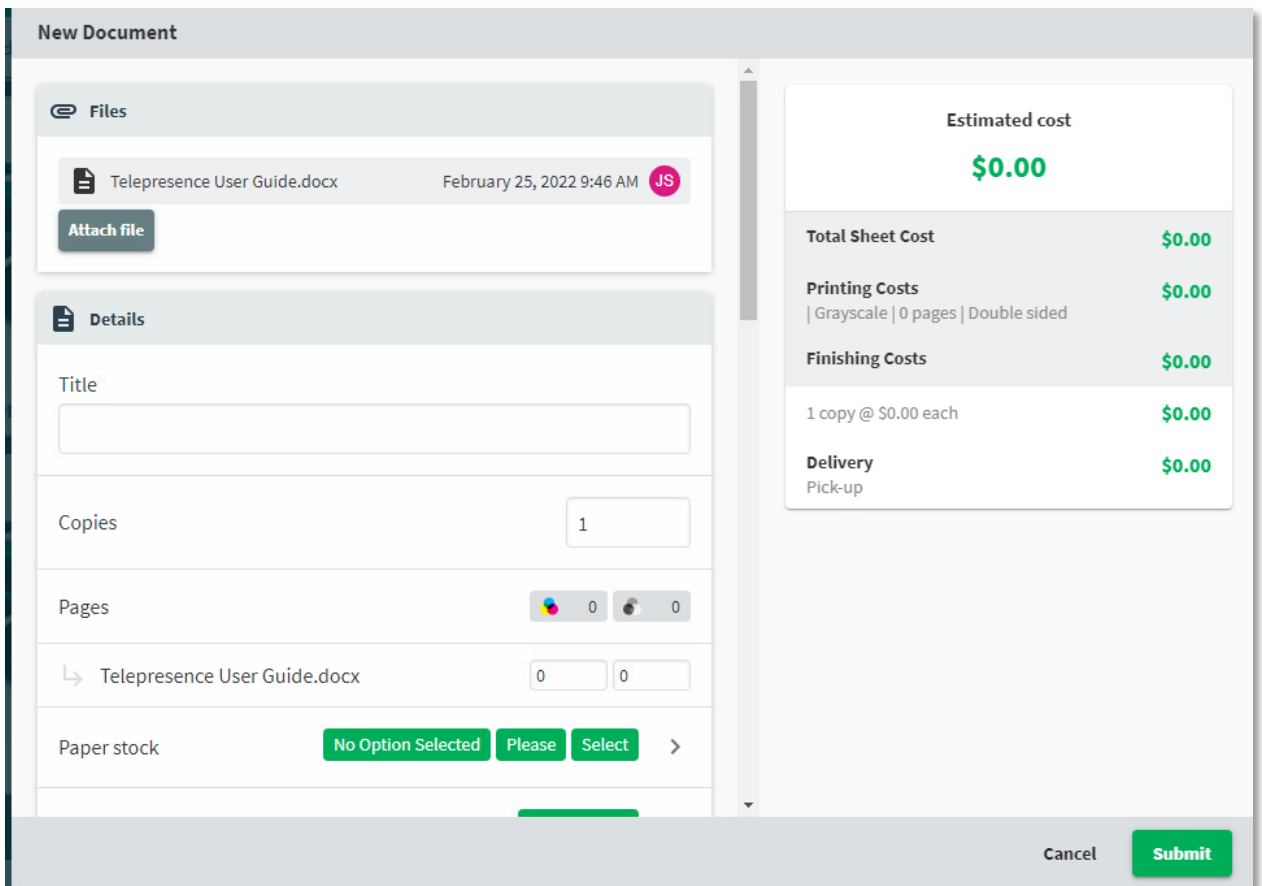 New Document
Files
Telepresence User Guide.docx February 25, 2022 9:46 AM JS
Attach file
Details
Title
Copies 1
Pages 0 0
Telepresence User Guide.docx 0 0
Paper stock No Option Selected Please Select
Estimated cost
$0.00
Total Sheet Cost $0.00
Printing Costs $0.00
| Grayscale | 0 pages | Double sided
Finishing Costs $0.00
1 copy @ $0.00 each $0.00
Delivery $0.00
Pick-up
Cancel Submit